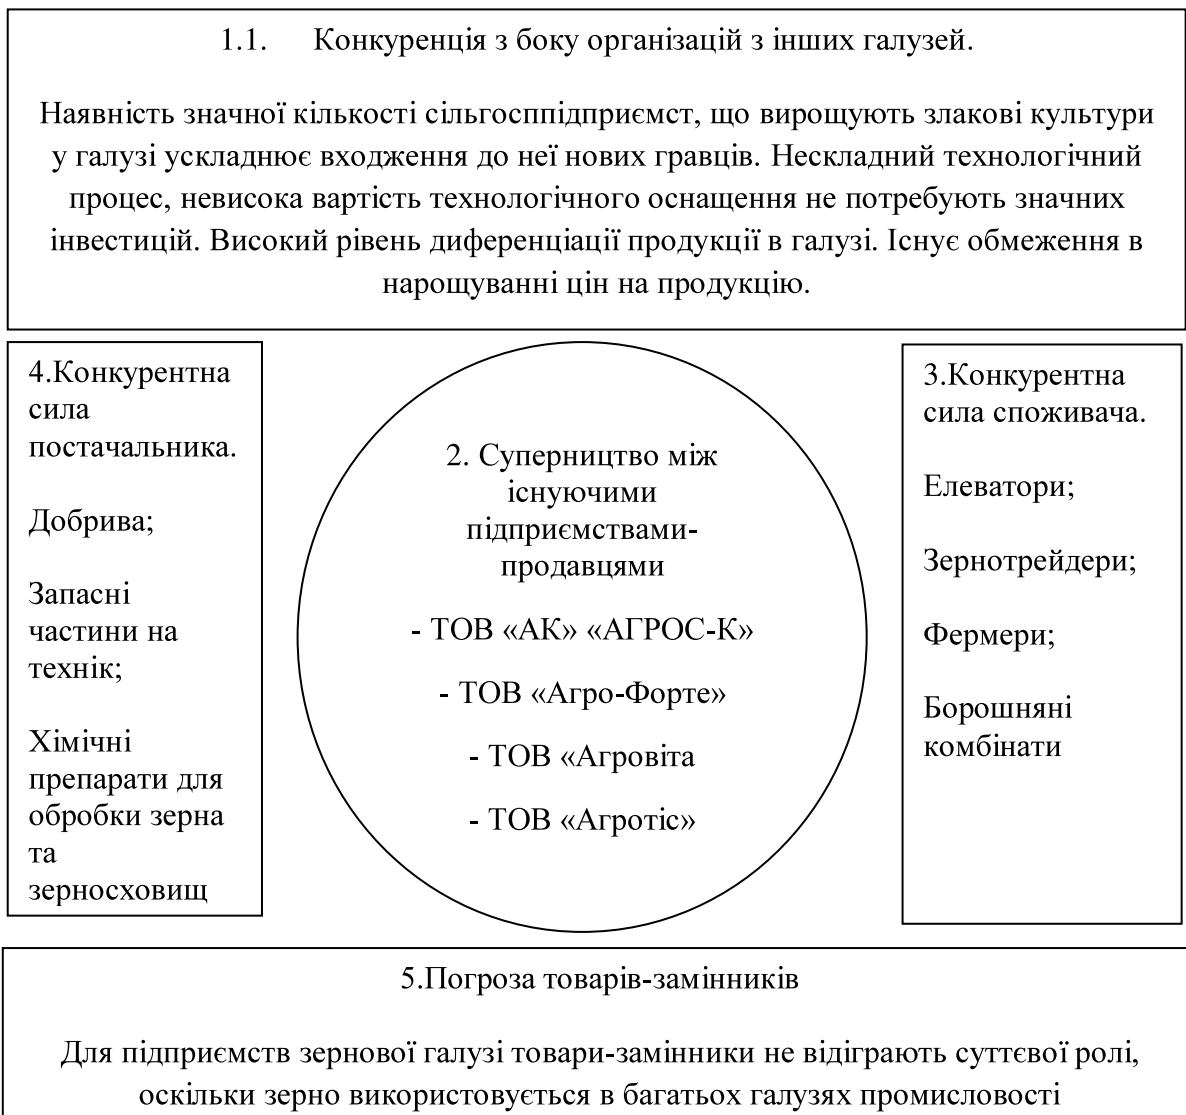 1.1. Конкуренція з боку організацій з інших галузей.
Наявність значної кількості сільгосппідприємст, що вирощують злакові культури
у галузі ускладнює входження до неї нових гравців. Нескладний технологічний
процес, невисока вартість технологічного оснащення не потребують значних
інвестицій. Високий рівень диференціації продукції в галузі. Існує обмеження в
нарощуванні цін на продукцію.
4.Конкурентна
сила
постачальника.
Добрива;
Запасні
частини на
технік;
Хімічні
препарати для
обробки зерна
та
зерносховищ
2. Суперництво між
існуючими
підприємствами-
продавцями
- ТОВ «АК» «АГРОС-К»
- ТОВ «Агро-Форте»
- ТОВ «Агровіта
- ТОВ «Агротіс»
3.Конкурентна
сила споживача.
Елеватори;
Зернотрейдери;
Фермери;
Борошняні
комбінати
5.Погроза товарів-замінників
Для підприємств зернової галузі товари-замінники не відіграють суттєвої ролі,
оскільки зерно використовується в багатьох галузях промисловості